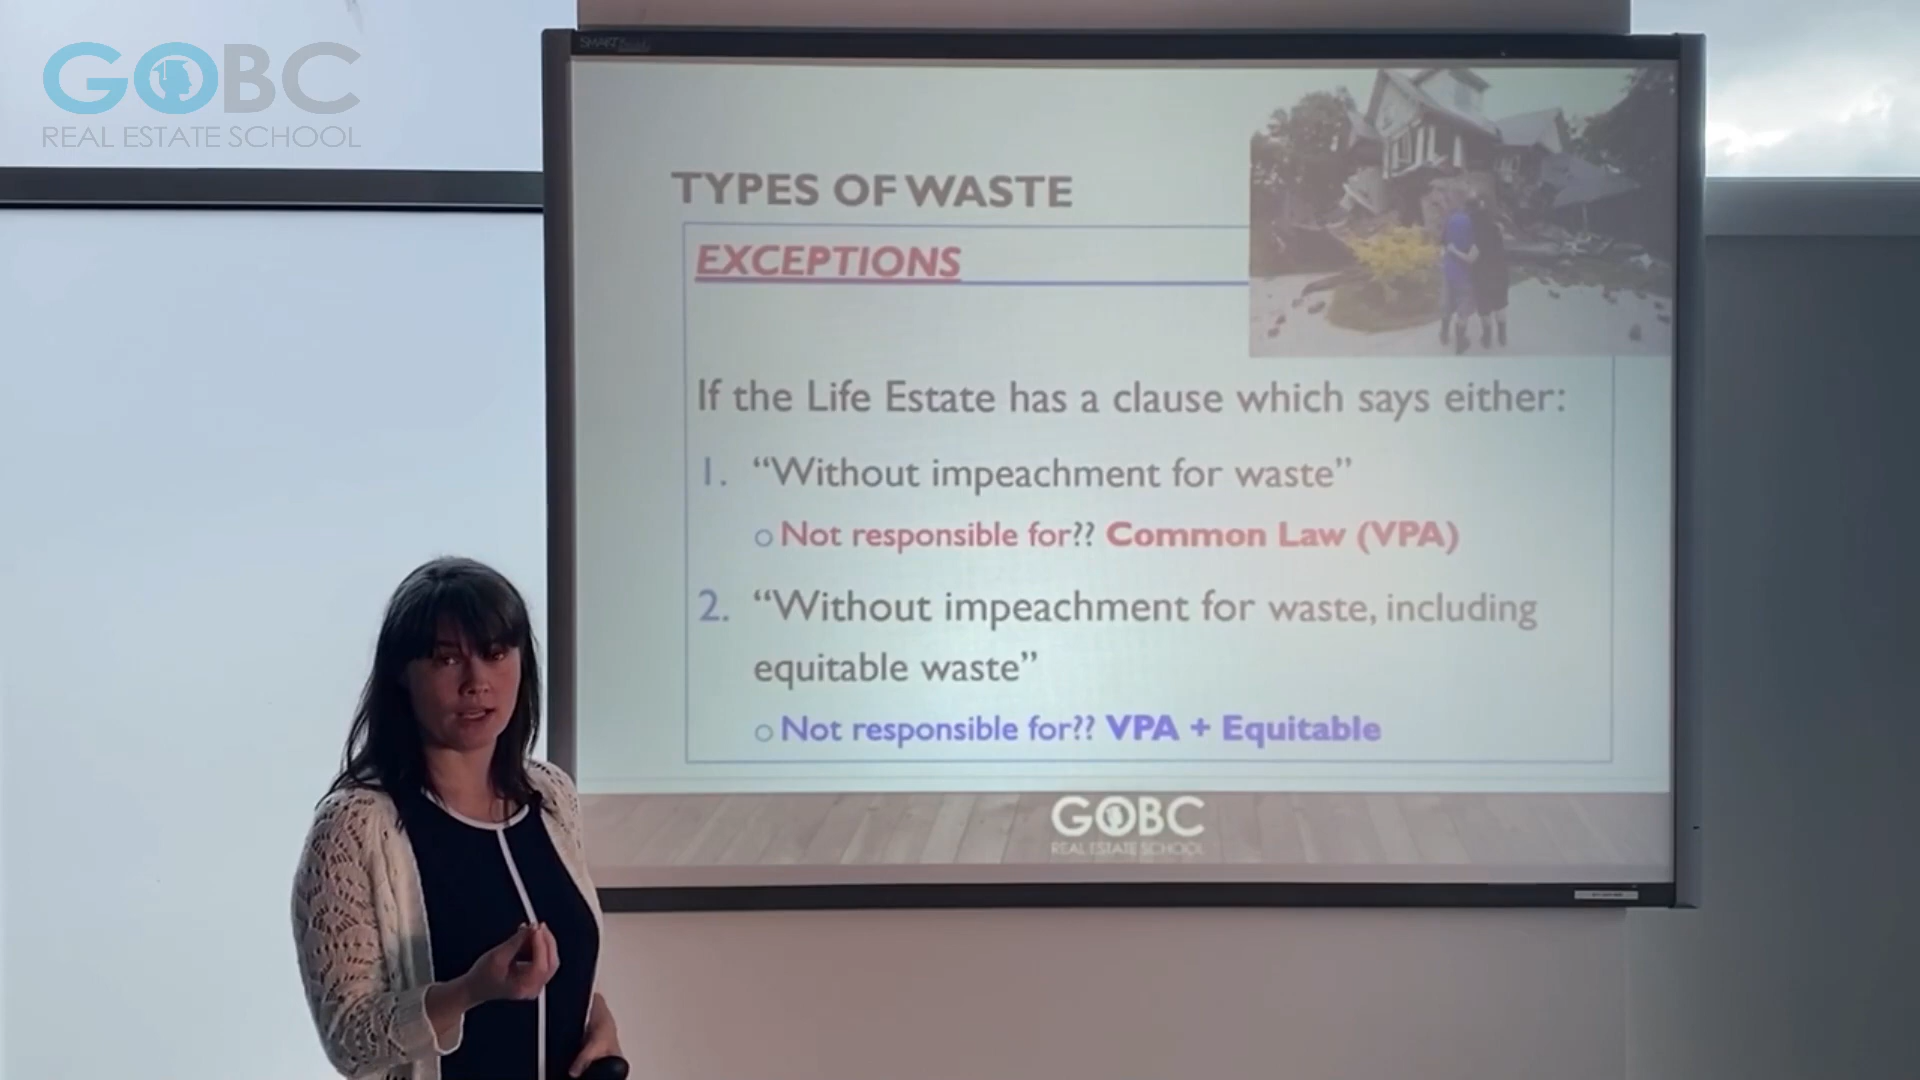 GOBC
REAL ESTATE SCHOOL
SMART
TYPES OF WASTE
EXCEPTIONS
If the Life Estate has a clause which says either:
1. “Without impeachment for waste”
Not responsible for?? Common Law (VPA)
2. “Without impeachment for waste, including
equitable waste”
Not responsible for?? VPA + Equitable
GOBC
REAL ESTATE SCHOOL